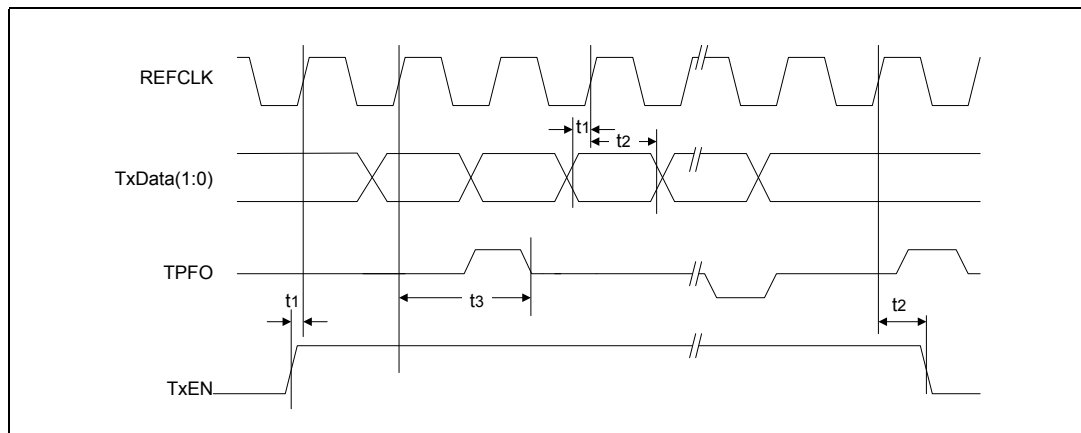 REFCLK
t1
t2
TxData(1:0)
TPFO
t1
t3
t2
TxEN